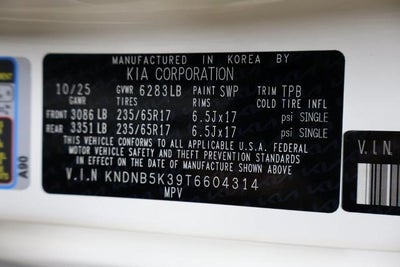 MANUFACTURED IN KOREA BY
KIA CORPORATION
10/25 GVWR 6283LB PAINT SWP TRIM TPB
GAWR TIRES RIMS COLD TIRE INFL
FRONT 3086 LB 235/65R17 6.5Jx17 psi SINGLE
REAR 3351 LB 235/65R17 6.5Jx17 psi SINGLE
THIS VEHICLE CONFORMS TO ALL APPLICABLE U.S.A. FEDERAL
MOTOR VEHICLE SAFETY AND THEFT PREVENTION STANDARDS
IN EFFECT ON THE DATE OF MANUFACTURE SHOWN ABOVE
V.I.N KNDNB5K39T6604314
MPV
A90
V.I.N